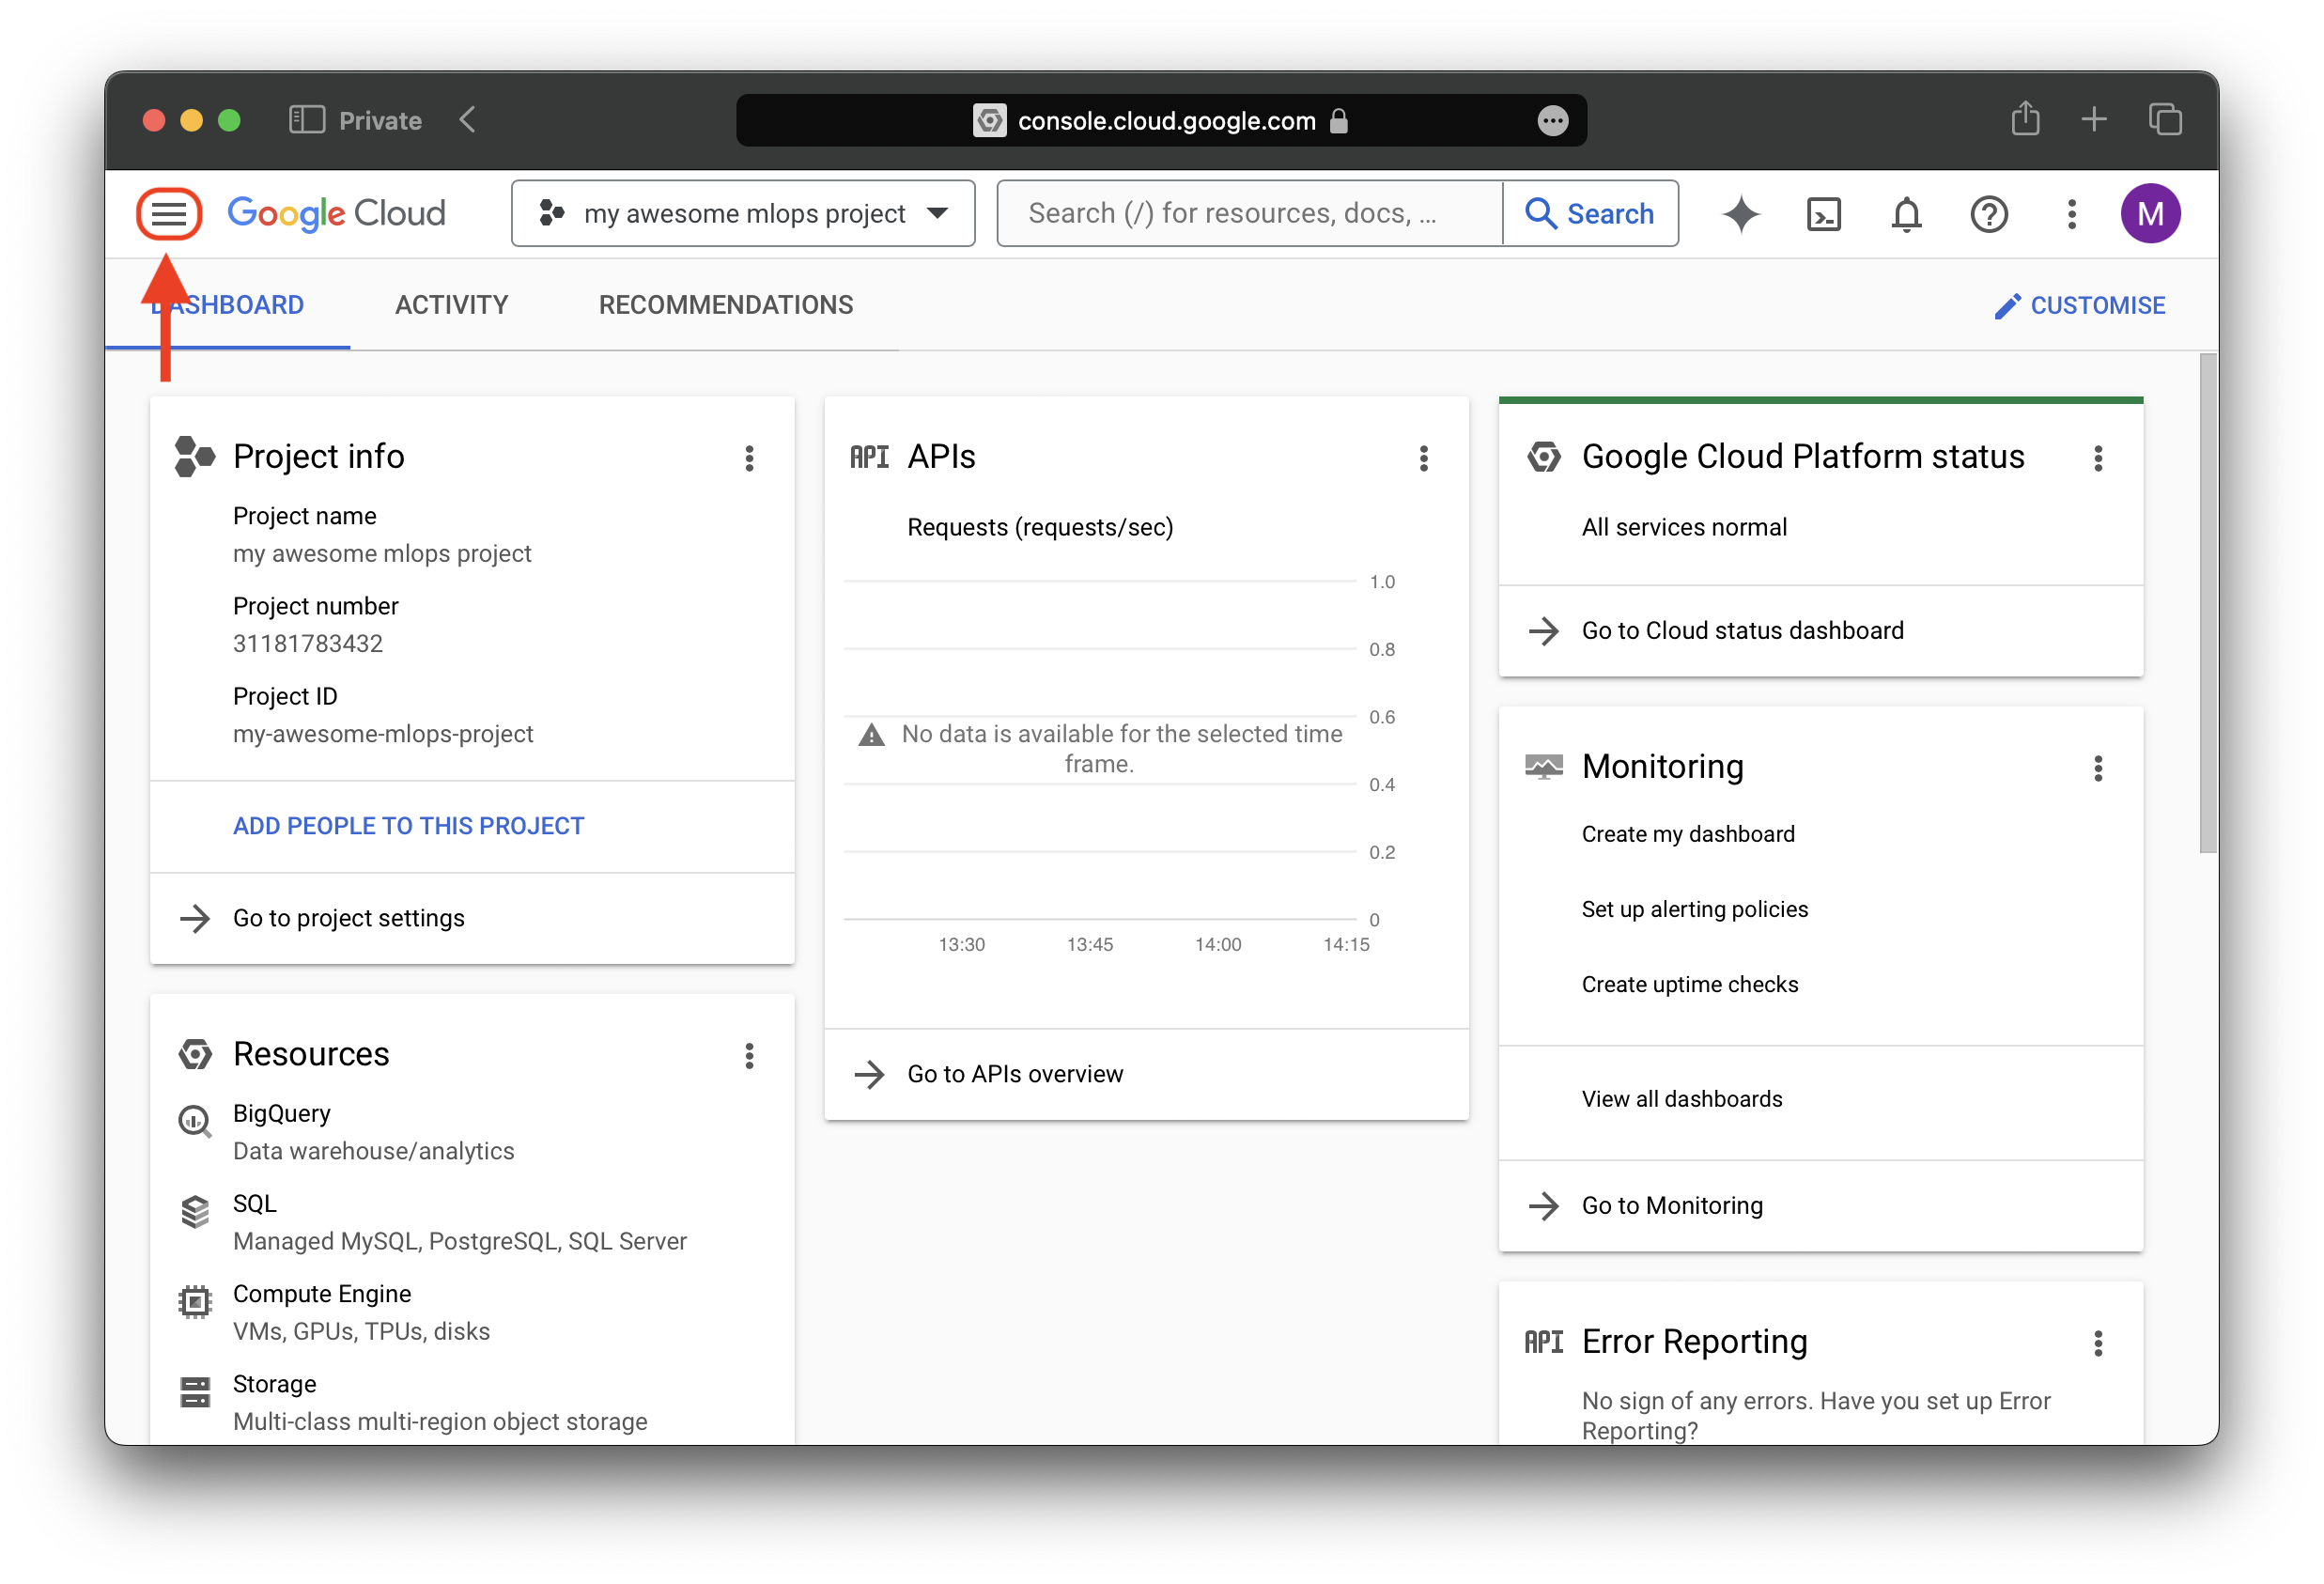 Private
console.cloud.google.com
Google Cloud
my awesome mlops project
Search (/) for resources, docs, ...
Search
M
DASHBOARD
ACTIVITY
RECOMMENDATIONS
CUSTOMISE
Project info
Project name
my awesome mlops project
Project number
31181783432
Project ID
my-awesome-mlops-project
ADD PEOPLE TO THIS PROJECT
Go to project settings
Resources
BigQuery
Data warehouse/analytics
SQL
Managed MySQL, PostgreSQL, SQL Server
Compute Engine
VMs, GPUs, TPUs, disks
Storage
Multi-class multi-region object storage
API APIs
Requests (requests/sec)
1.0
0.8
0.6
No data is available for the selected time
frame.
0.4
0.2
0
13:30 13:45 14:00 14:15
Go to APIs overview
Google Cloud Platform status
All services normal
Go to Cloud status dashboard
Monitoring
Create my dashboard
Set up alerting policies
Create uptime checks
View all dashboards
Go to Monitoring
API Error Reporting
No sign of any errors. Have you set up Error
Reporting?